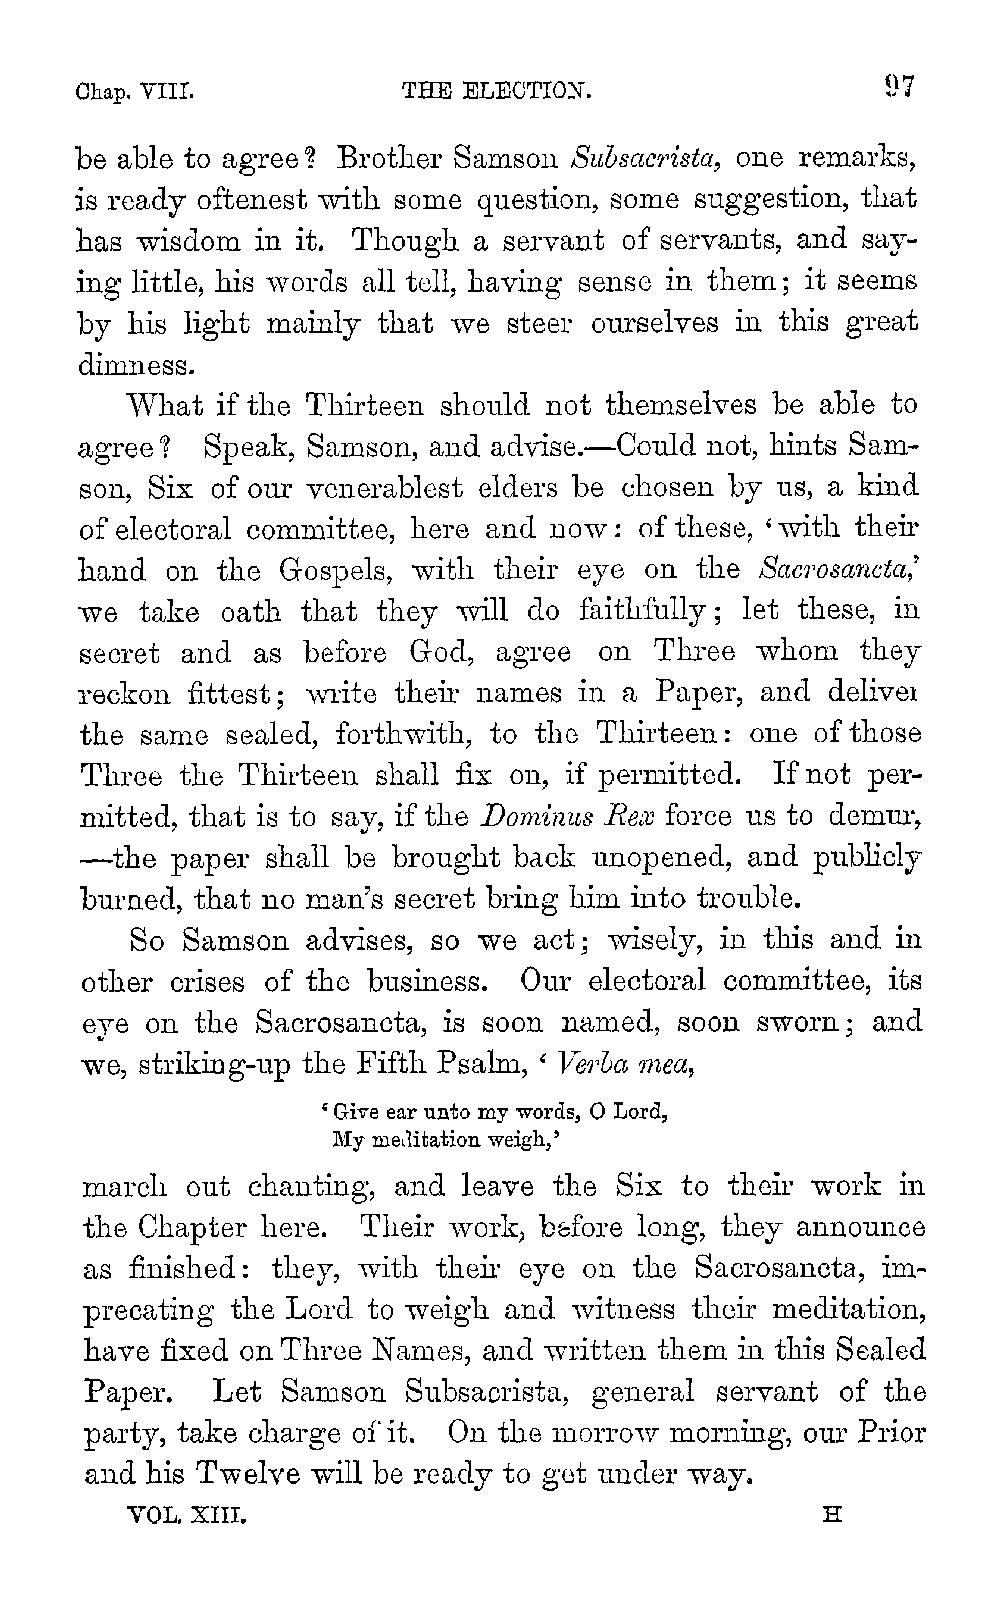 Chap. VIII. THE ELECTION. 97
be able to agree? Brother Samson Subsacrista, one remarks,
is ready oftenest with some question, some suggestion, that
has wisdom in it. Though a servant of servants, and say-
ing little, his words all tell, having sense in them; it seems
by his light mainly that we steer ourselves in this great
dimness.
What if the Thirteen should not themselves be able to
agree? Speak, Samson, and advise.—Could not, hints Sam-
son, Six of our venerablest elders be chosen by us, a kind
of electoral committee, here and now: of these, ‘with their
hand on the Gospels, with their eye on the Sacrosancta,’
we take oath that they will do faithfully; let these, in
secret and as before God, agree on Three whom they
reckon fittest; write their names in a Paper, and deliver
the same sealed, forthwith, to the Thirteen: one of those
Three the Thirteen shall fix on, if permitted. If not per-
mitted, that is to say, if the Dominus Rex force us to demur,
—the paper shall be brought back unopened, and publicly
burned, that no man's secret bring him into trouble.
So Samson advises, so we act; wisely, in this and in
other crises of the business. Our electoral committee, its
eye on the Sacrosancta, is soon named, soon sworn; and
we, striking-up the Fifth Psalm, ‘Verba mea,
‘Give ear unto my words, O Lord,
My meditation weigh,’
march out chanting, and leave the Six to their work in
the Chapter here. Their work, before long, they announce
as finished: they, with their eye on the Sacrosancta, im-
precating the Lord to weigh and witness their meditation,
have fixed on Three Names, and written them in this Sealed
Paper. Let Samson Subsacrista, general servant of the
party, take charge of it. On the morrow morning, our Prior
and his Twelve will be ready to get under way.
VOL. XIII. H